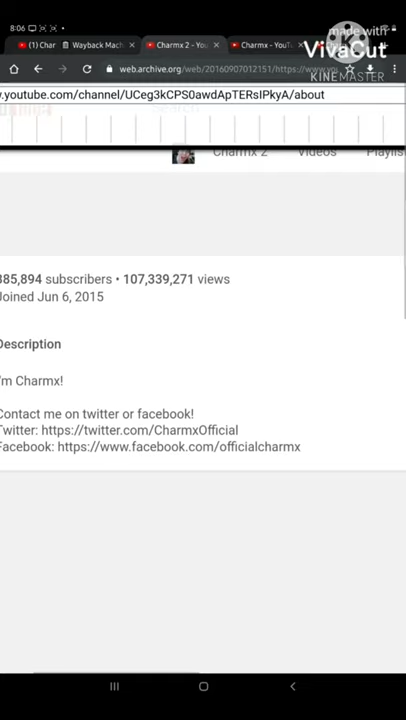 8:06
made with
VivaCut
KINEMASTER
(1) Char
Wayback Mach
Charmx 2 - You
Charmx - YouTu
web.archive.org/web/20160907012151/https://www.yo
.youtube.com/channel/UCeg3kCPS0awdApTERsIPkyA/about
Charmx 2 Videos Playlis
385,894 subscribers • 107,339,271 views
Joined Jun 6, 2015
Description
I'm Charmx!
Contact me on twitter or facebook!
Twitter: https://twitter.com/CharmxOfficial
Facebook: https://www.facebook.com/officialcharmx